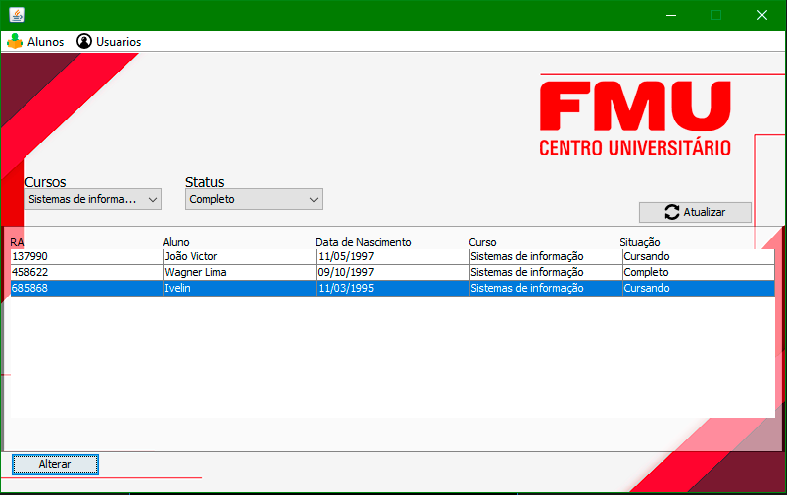 Alunos Usuarios
FMU
CENTRO UNIVERSITÁRIO
Cursos Status
Sistemas de informa... Completo
Atualizar
RA Aluno Data de Nascimento Curso Situação
137990 João Victor 11/05/1997 Sistemas de informação Cursando
458622 Wagner Lima 09/10/1997 Sistemas de informação Completo
685868 Ivelin 11/03/1995 Sistemas de informação Cursando
Alterar